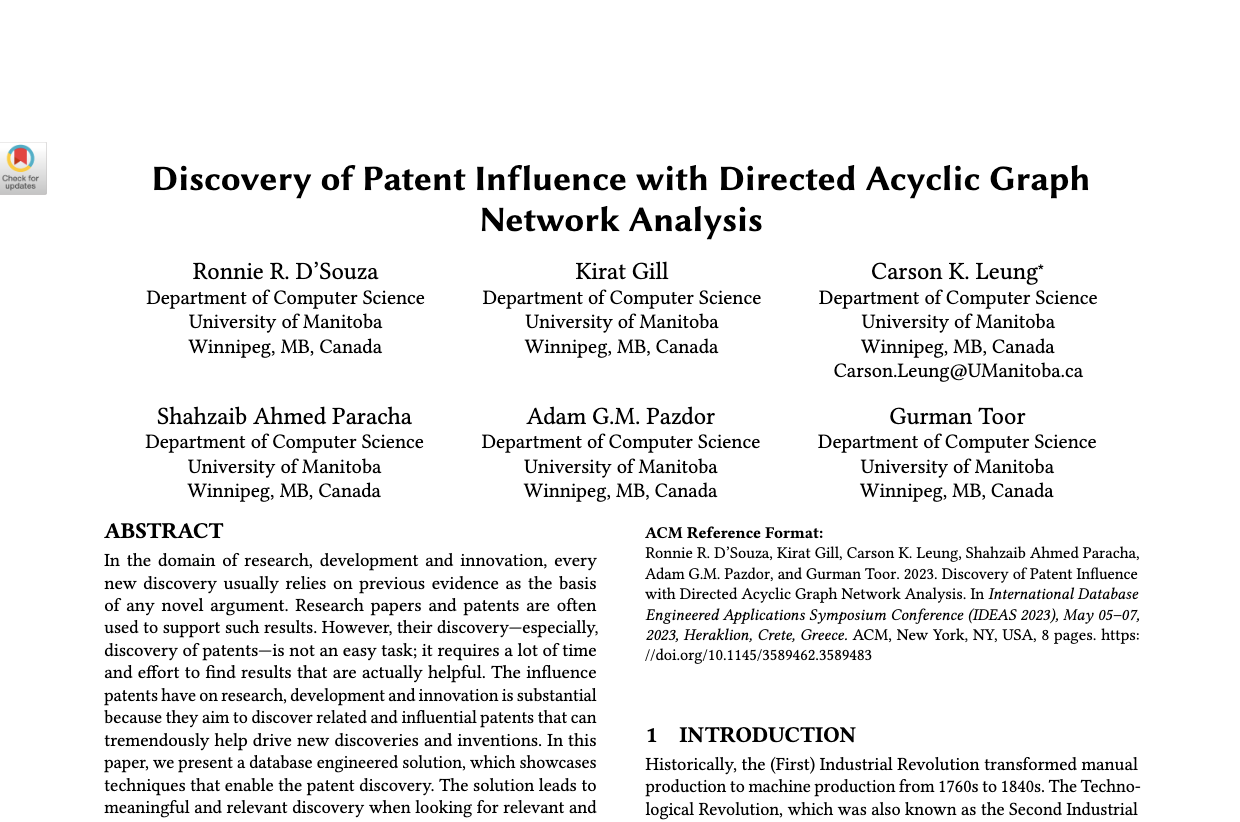 Check for
updates
Discovery of Patent Influence with Directed Acyclic Graph
Network Analysis
Ronnie R. D'Souza
Department of Computer Science
University of Manitoba
Winnipeg, MB, Canada
Kirat Gill
Department of Computer Science
University of Manitoba
Winnipeg, MB, Canada
Carson K. Leung*
Department of Computer Science
University of Manitoba
Winnipeg, MB, Canada
Carson.Leung@UManitoba.ca
Shahzaib Ahmed Paracha
Department of Computer Science
University of Manitoba
Winnipeg, MB, Canada
Adam G.M. Pazdor
Department of Computer Science
University of Manitoba
Winnipeg, MB, Canada
Gurman Toor
Department of Computer Science
University of Manitoba
Winnipeg, MB, Canada
ABSTRACT
In the domain of research, development and innovation, every
new discovery usually relies on previous evidence as the basis
of any novel argument. Research papers and patents are often
used to support such results. However, their discovery—especially,
discovery of patents—is not an easy task; it requires a lot of time
and effort to find results that are actually helpful. The influence
patents have on research, development and innovation is substantial
because they aim to discover related and influential patents that can
tremendously help drive new discoveries and inventions. In this
paper, we present a database engineered solution, which showcases
techniques that enable the patent discovery. The solution leads to
meaningful and relevant discovery when looking for relevant and
ACM Reference Format:
Ronnie R. D'Souza, Kirat Gill, Carson K. Leung, Shahzaib Ahmed Paracha,
Adam G.M. Pazdor, and Gurman Toor. 2023. Discovery of Patent Influence
with Directed Acyclic Graph Network Analysis. In International Database
Engineered Applications Symposium Conference (IDEAS 2023), May 05–07,
2023, Heraklion, Crete, Greece. ACM, New York, NY, USA, 8 pages. https:
//doi.org/10.1145/3589462.3589483
1 INTRODUCTION
Historically, the (First) Industrial Revolution transformed manual
production to machine production from 1760s to 1840s. The Techno-
logical Revolution, which was also known as the Second Industrial